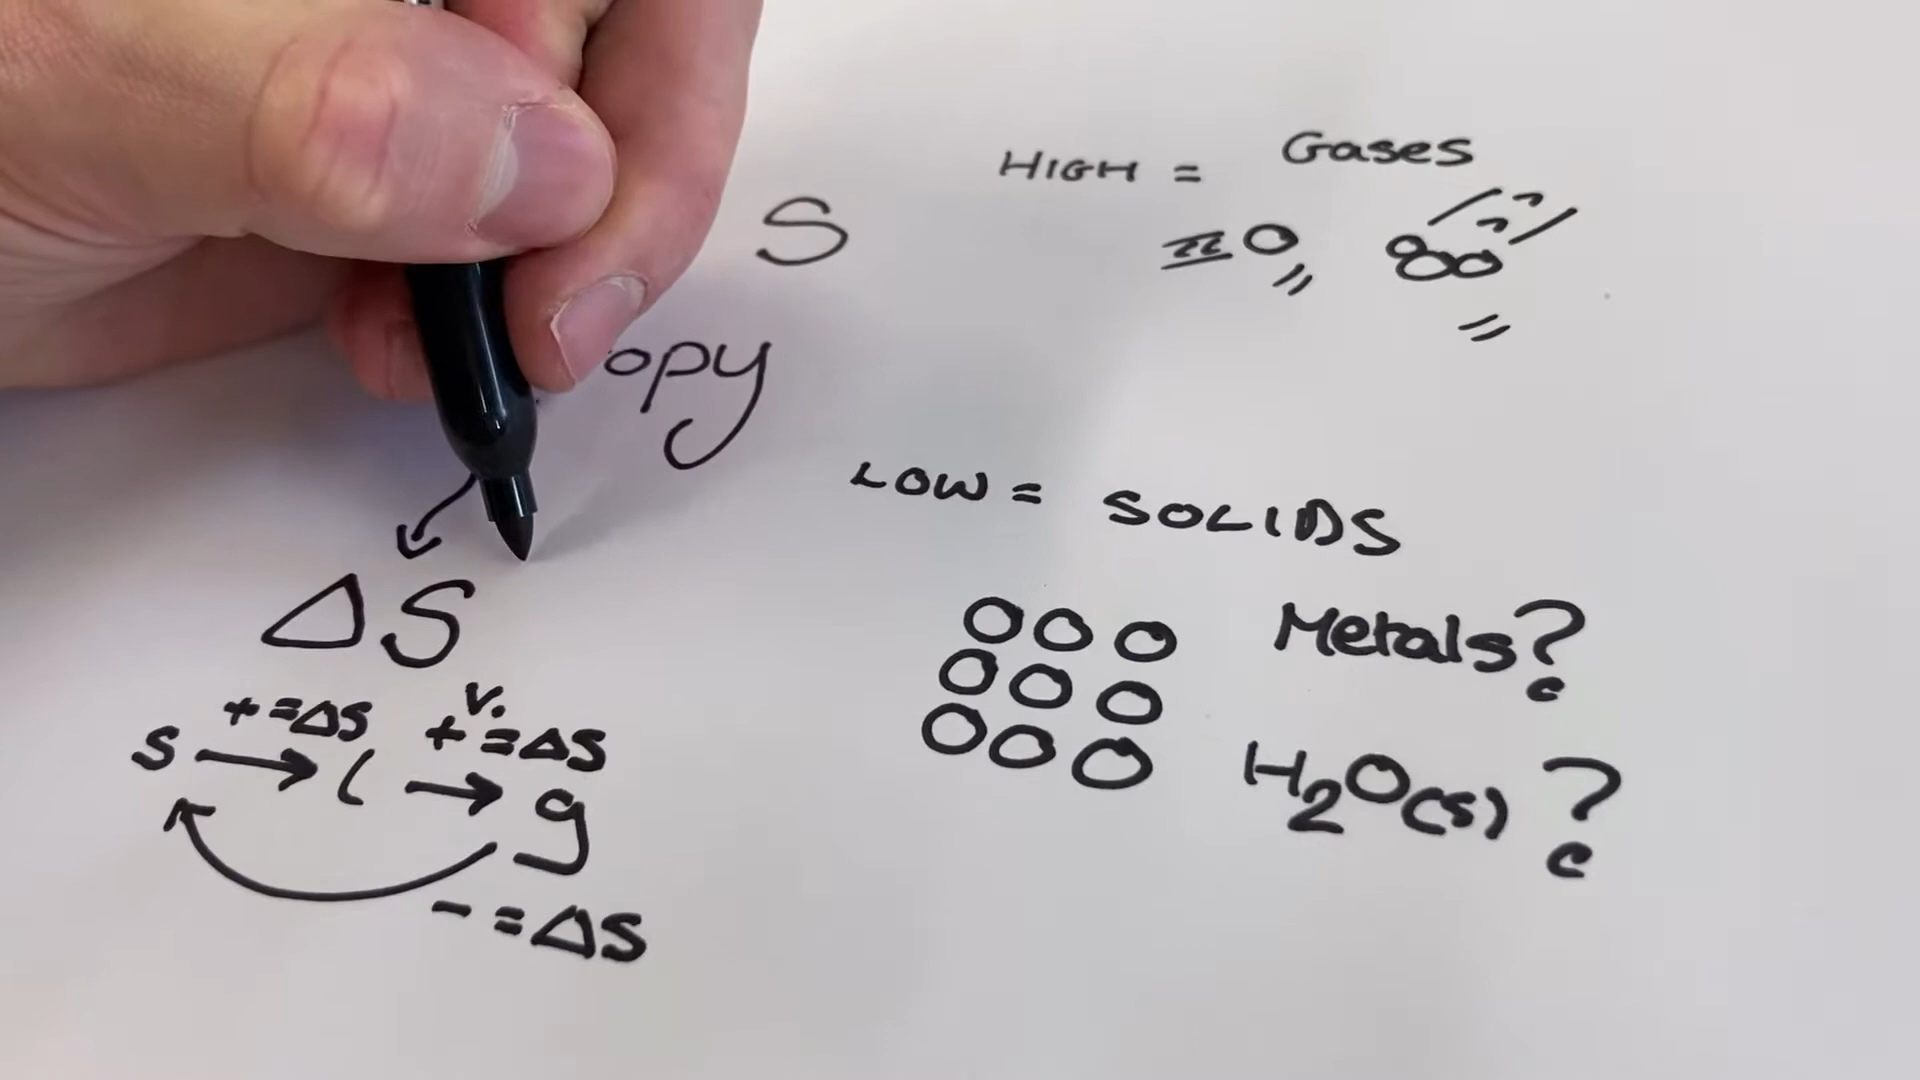 S
opy
ΔS
+ = ΔS
v.
+ = ΔS
s → l → g
- = ΔS
HIGH = Gases
LOW = SOLIDS
Metals?
H₂O(s)?